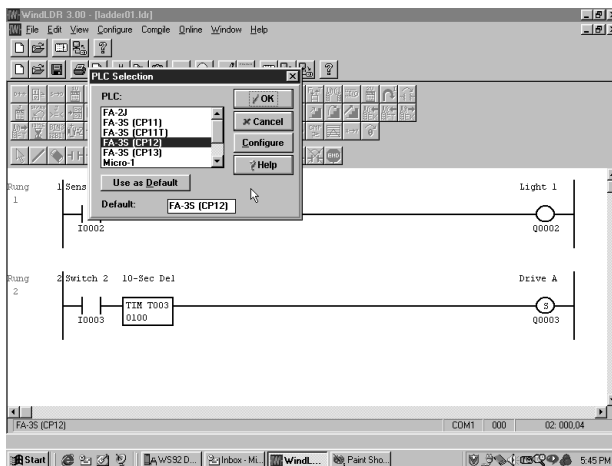 WindLDR 3.00 - [ladder01.ldr]
File Edit View Configure Compile Online Window Help
PLC Selection
PLC:
FA-2J
FA-3S (CP11)
FA-3S (CP11T)
FA-3S (CP12)
FA-3S (CP13)
Micro-1
OK
Cancel
Configure
Help
Use as Default
Default: FA-3S (CP12)
Rung 1 Sens Light 1
1
I0002 Q0002
Rung 2 Switch 2 10-Sec Del Drive A
2
TIM T003 S
I0003 0100 Q0003
FA-3S (CP12) COM1 000 02: 000,04
Start WS92 D... Inbox - Mi... WindL... Paint Sho... 5:45 PM